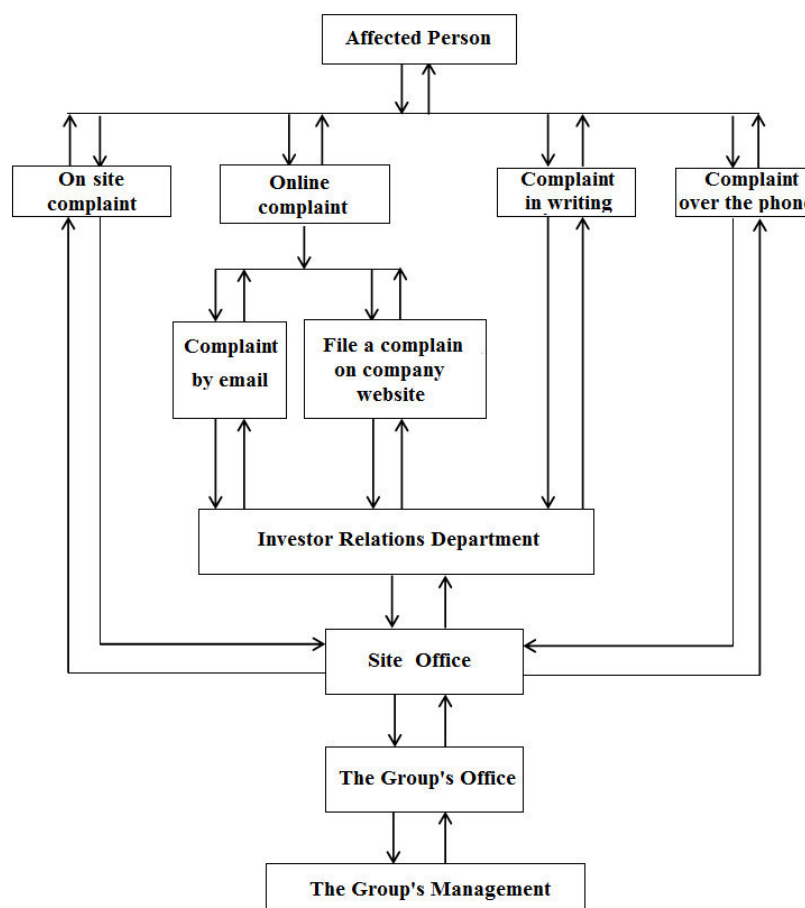 Affected Person
On site
complaint
Online
complaint
Complaint
in writing
Complaint
over the phon
Complaint
by email
File a complain
on company
website
Investor Relations Department
Site Office
The Group's Office
The Group's Management